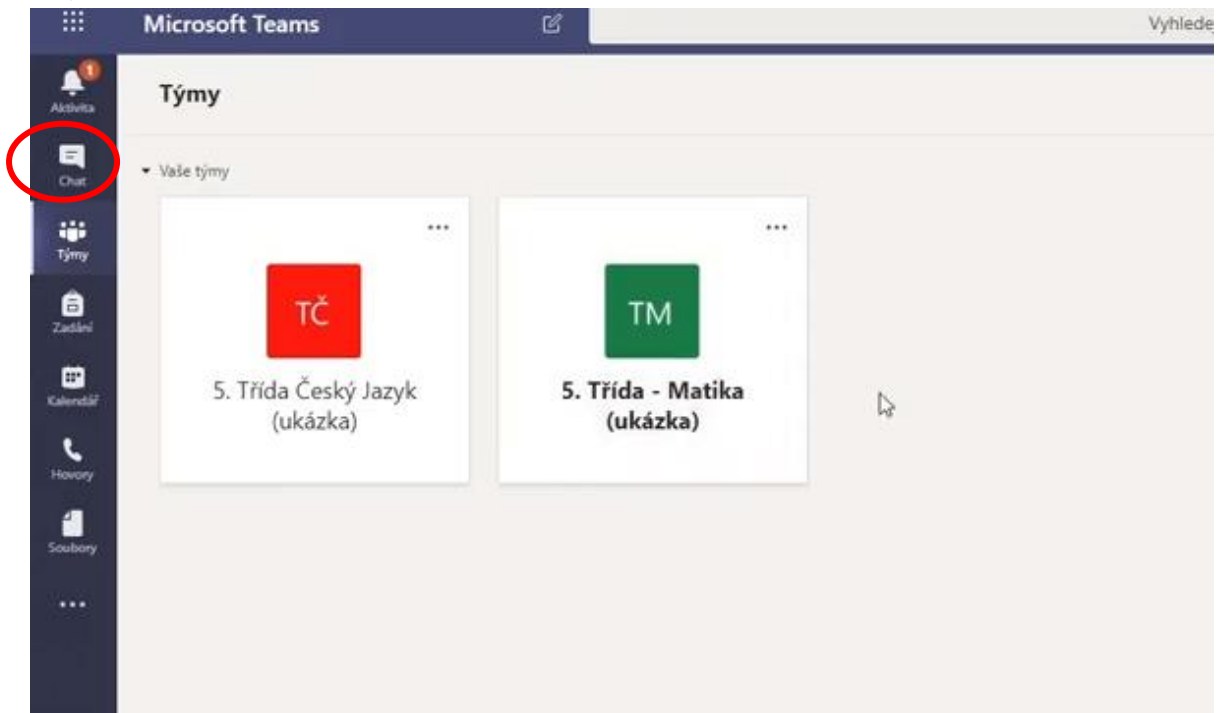 Microsoft Teams
Vyhledej
1
Aktivita
Chat
Týmy
Zadání
Kalendář
Hovory
Soubory
Týmy
Vaše týmy
TČ
5. Třída Český Jazyk
(ukázka)
TM
5. Třída - Matika
(ukázka)